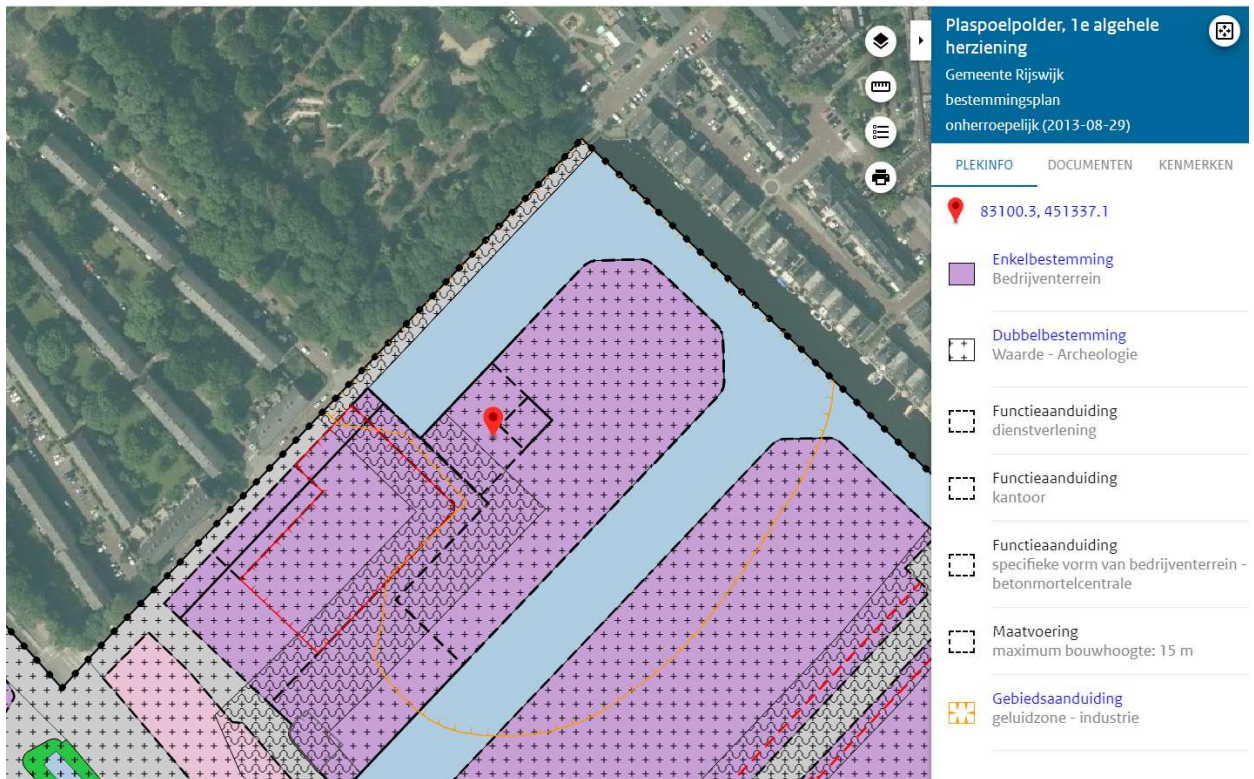 Plaspoelpolder, 1e algehele
herziening
Gemeente Rijswijk
bestemmingsplan
onherroepelijk (2013-08-29)
PLEKINFO DOCUMENTEN KENMERKEN
83100.3, 451337.1
Enkelbestemming
Bedrijventerrein
Dubbelbestemming
Waarde - Archeologie
Functieaanduiding
dienstverlening
Functieaanduiding
kantoor
Functieaanduiding
specifieke vorm van bedrijventerrein -
betonmortelcentrale
Maatvoering
maximum bouwhoogte: 15 m
Gebiedsaanduiding
geluidzone - industrie